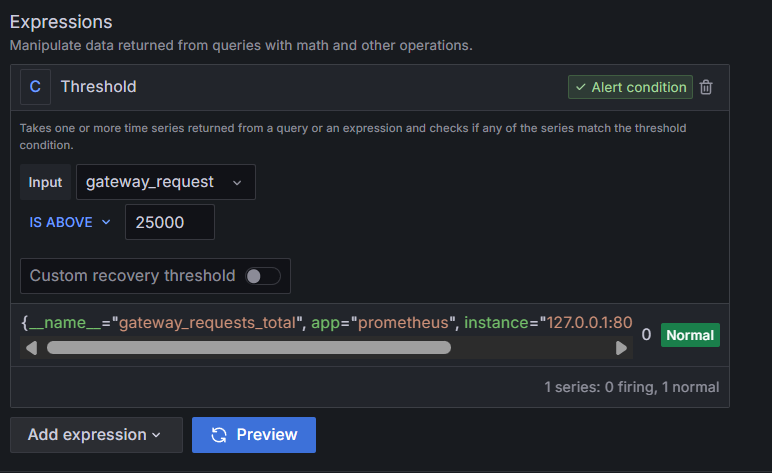 Expressions
Manipulate data returned from queries with math and other operations.
C Threshold Alert condition
Takes one or more time series returned from a query or an expression and checks if any of the series match the threshold
condition.
Input gateway_request
IS ABOVE 25000
Custom recovery threshold
{__name__="gateway_requests_total", app="prometheus", instance="127.0.0.1:80 0 Normal
1 series: 0 firing, 1 normal
Add expression Preview